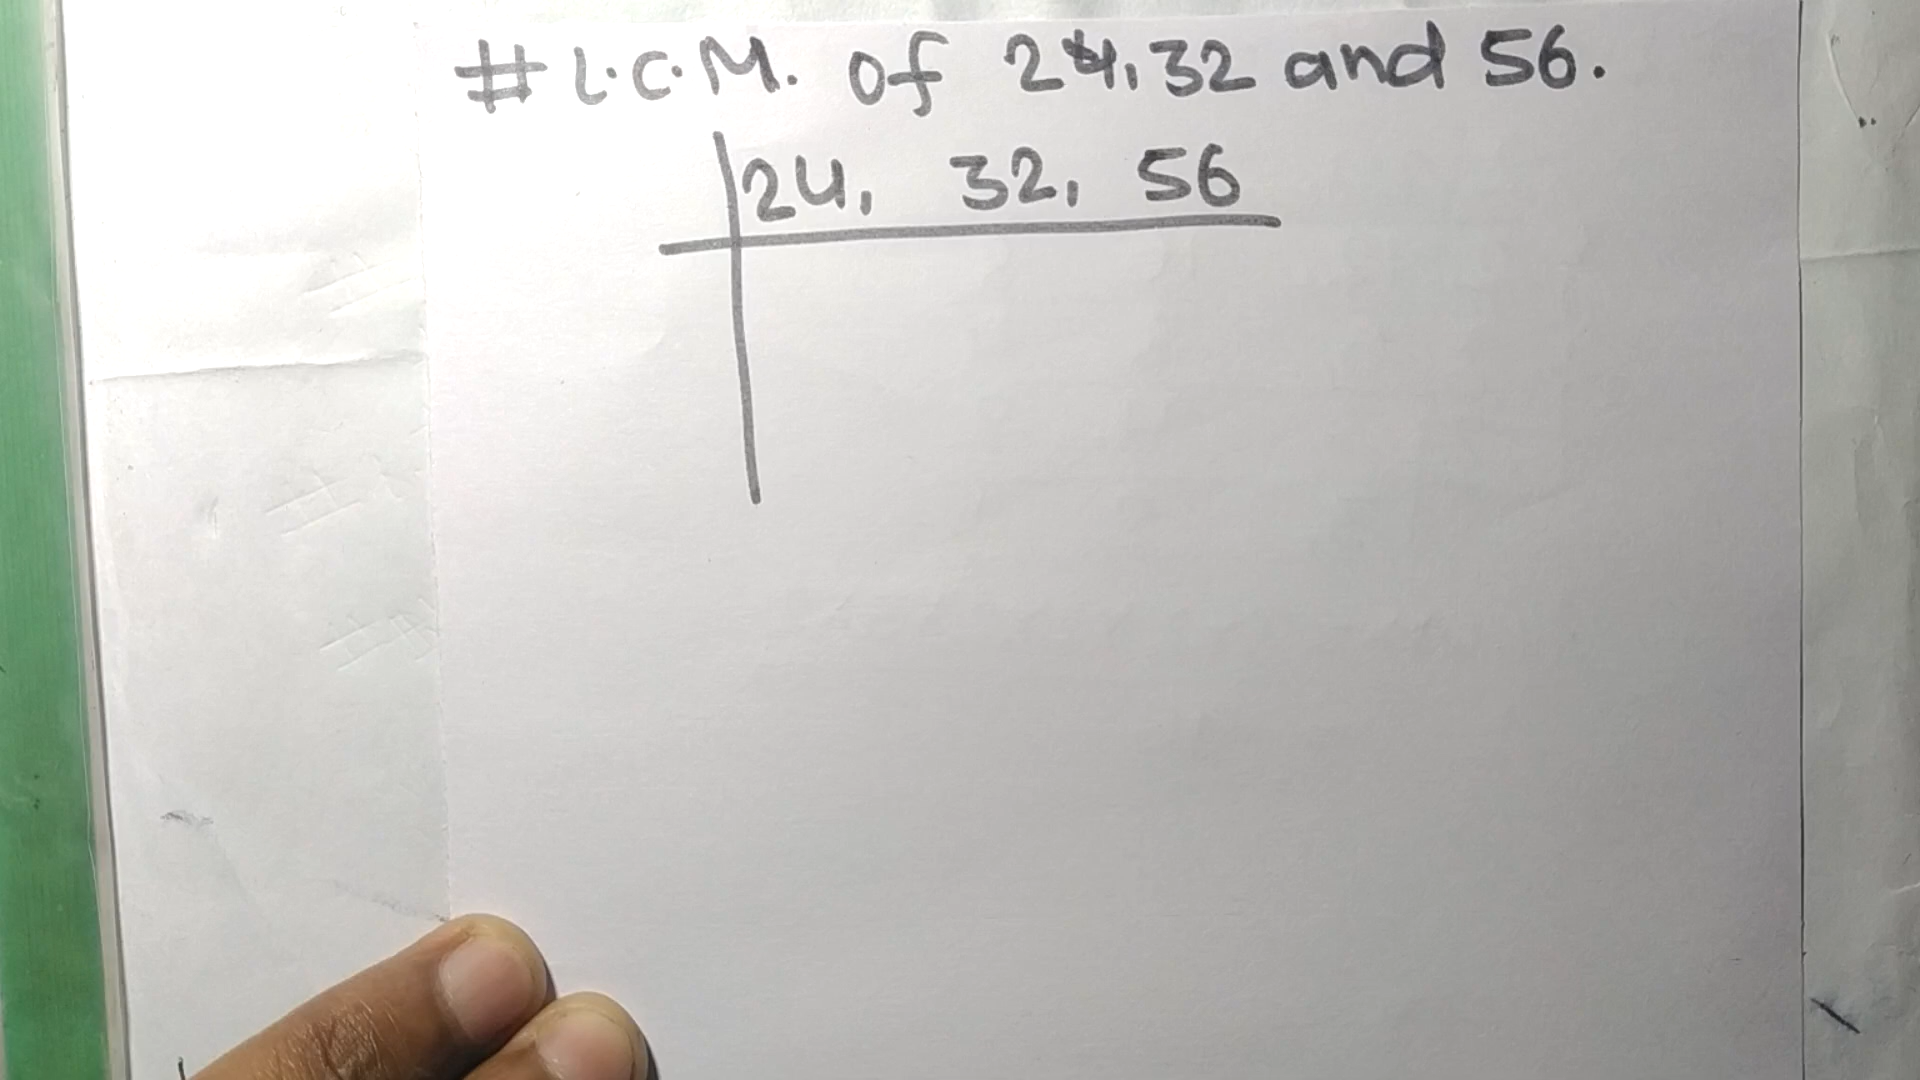 # L.C.M. of 24, 32 and 56.
24, 32, 56